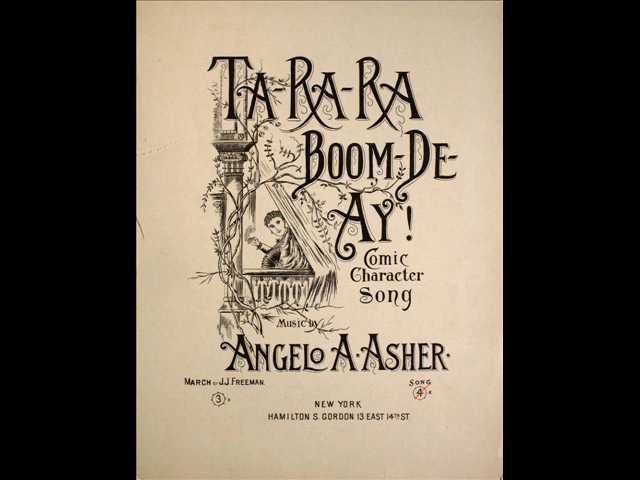 TA-RA-RA
BOOM-DE-
AY!
Comic
Character
Song
Music by
ANGELO A. ASHER.
MARCH BY J.J. FREEMAN.
SONG
3 x
4 x
NEW YORK
HAMILTON S. GORDON 13 EAST 14TH ST.